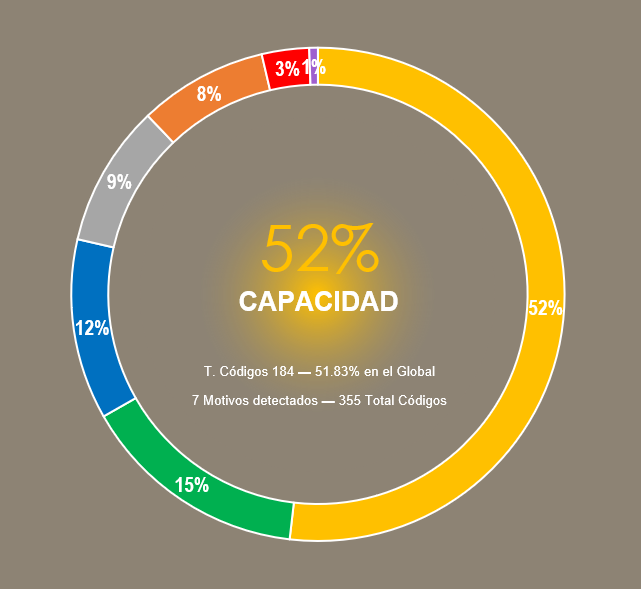 3%
1%
8%
9%
52%
CAPACIDAD
52%
12%
T. Códigos 184 — 51.83% en el Global
7 Motivos detectados — 355 Total Códigos
15%